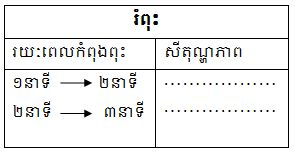 រំពុះ
រយៈពេលកំពុងពុះ សីតុណ្ហភាព
១នាទី ⟶ ២នាទី ..................
២នាទី ⟶ ៣នាទី ..................